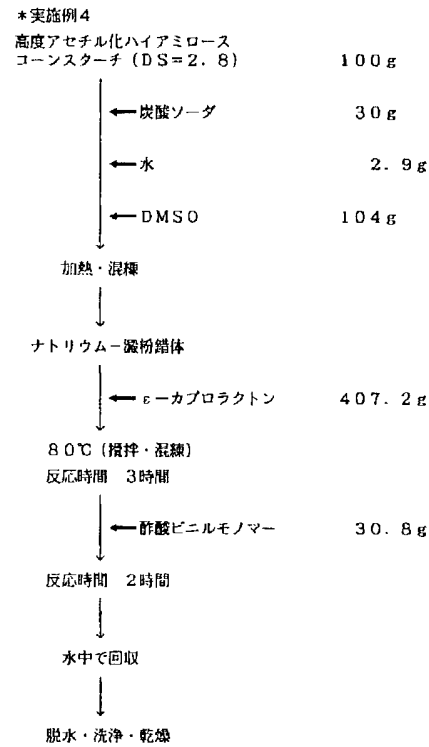 *実施例4
高度アセチル化ハイアミロース
コーンスターチ(DS=2.8) 100g
炭酸ソーダ 30g
水 2.9g
DMSO 104g
加熱・混練
ナトリウム-澱粉錯体
ε-カプロラクトン 407.2g
80℃(撹拌・混練)
反応時間 3時間
酢酸ビニルモノマー 30.8g
反応時間 2時間
水中で回収
脱水・洗浄・乾燥